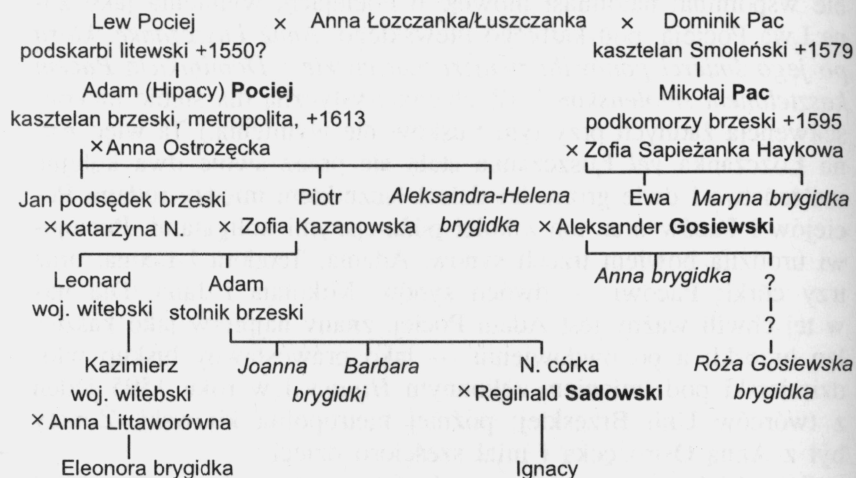 Lew Pociej × Anna Łozczanka/Łuszczanka × Dominik Pac
podskarbi litewski +1550? kasztelan Smoleński +1579
Adam (Hipacy) Pociej Mikołaj Pac
kasztelan brzeski, metropolita, +1613 podkomorzy brzeski +1595
×Anna Ostrożęcka × Zofia Sapieżanka Haykowa
Jan podsędek brzeski Piotr Aleksandra-Helena Ewa Maryna brygidka
×Katarzyna N. × Zofia Kazanowska brygidka ×Aleksander Gosiewski
Leonard Adam Anna brygidka
woj. witebski stolnik brzeski
?
Kazimierz Joanna Barbara N. córka Róża Gosiewska
woj. witebski brygidki ×Reginald Sadowski brygidka
×Anna Littaworówna
Eleonora brygidka Ignacy